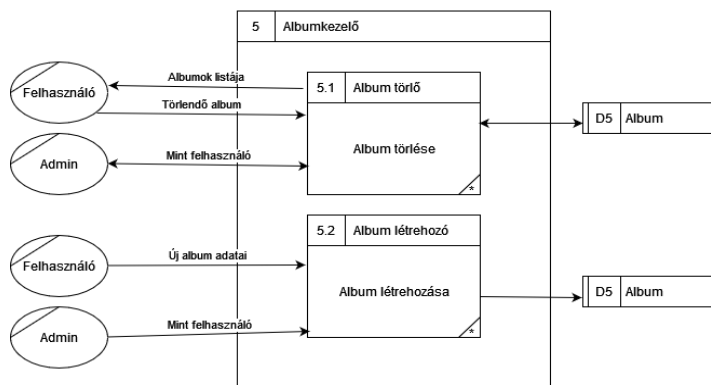 5 Albumkezelő
Albumok listája
Felhasználó
Törlendő album
5.1 Album törlő
Album törlése
*
D5 Album
Admin
Mint felhasználó
5.2 Album létrehozó
Album létrehozása
*
Felhasználó
Új album adatai
D5 Album
Admin
Mint felhasználó